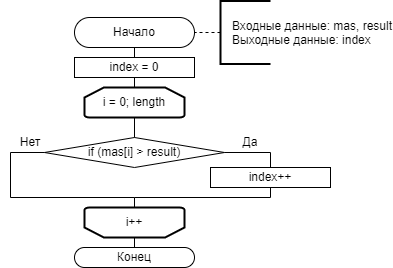 Начало
Входные данные: mas, result
Выходные данные: index
index = 0
i = 0; length
Нет
if (mas[i] > result)
Да
index++
i++
Конец